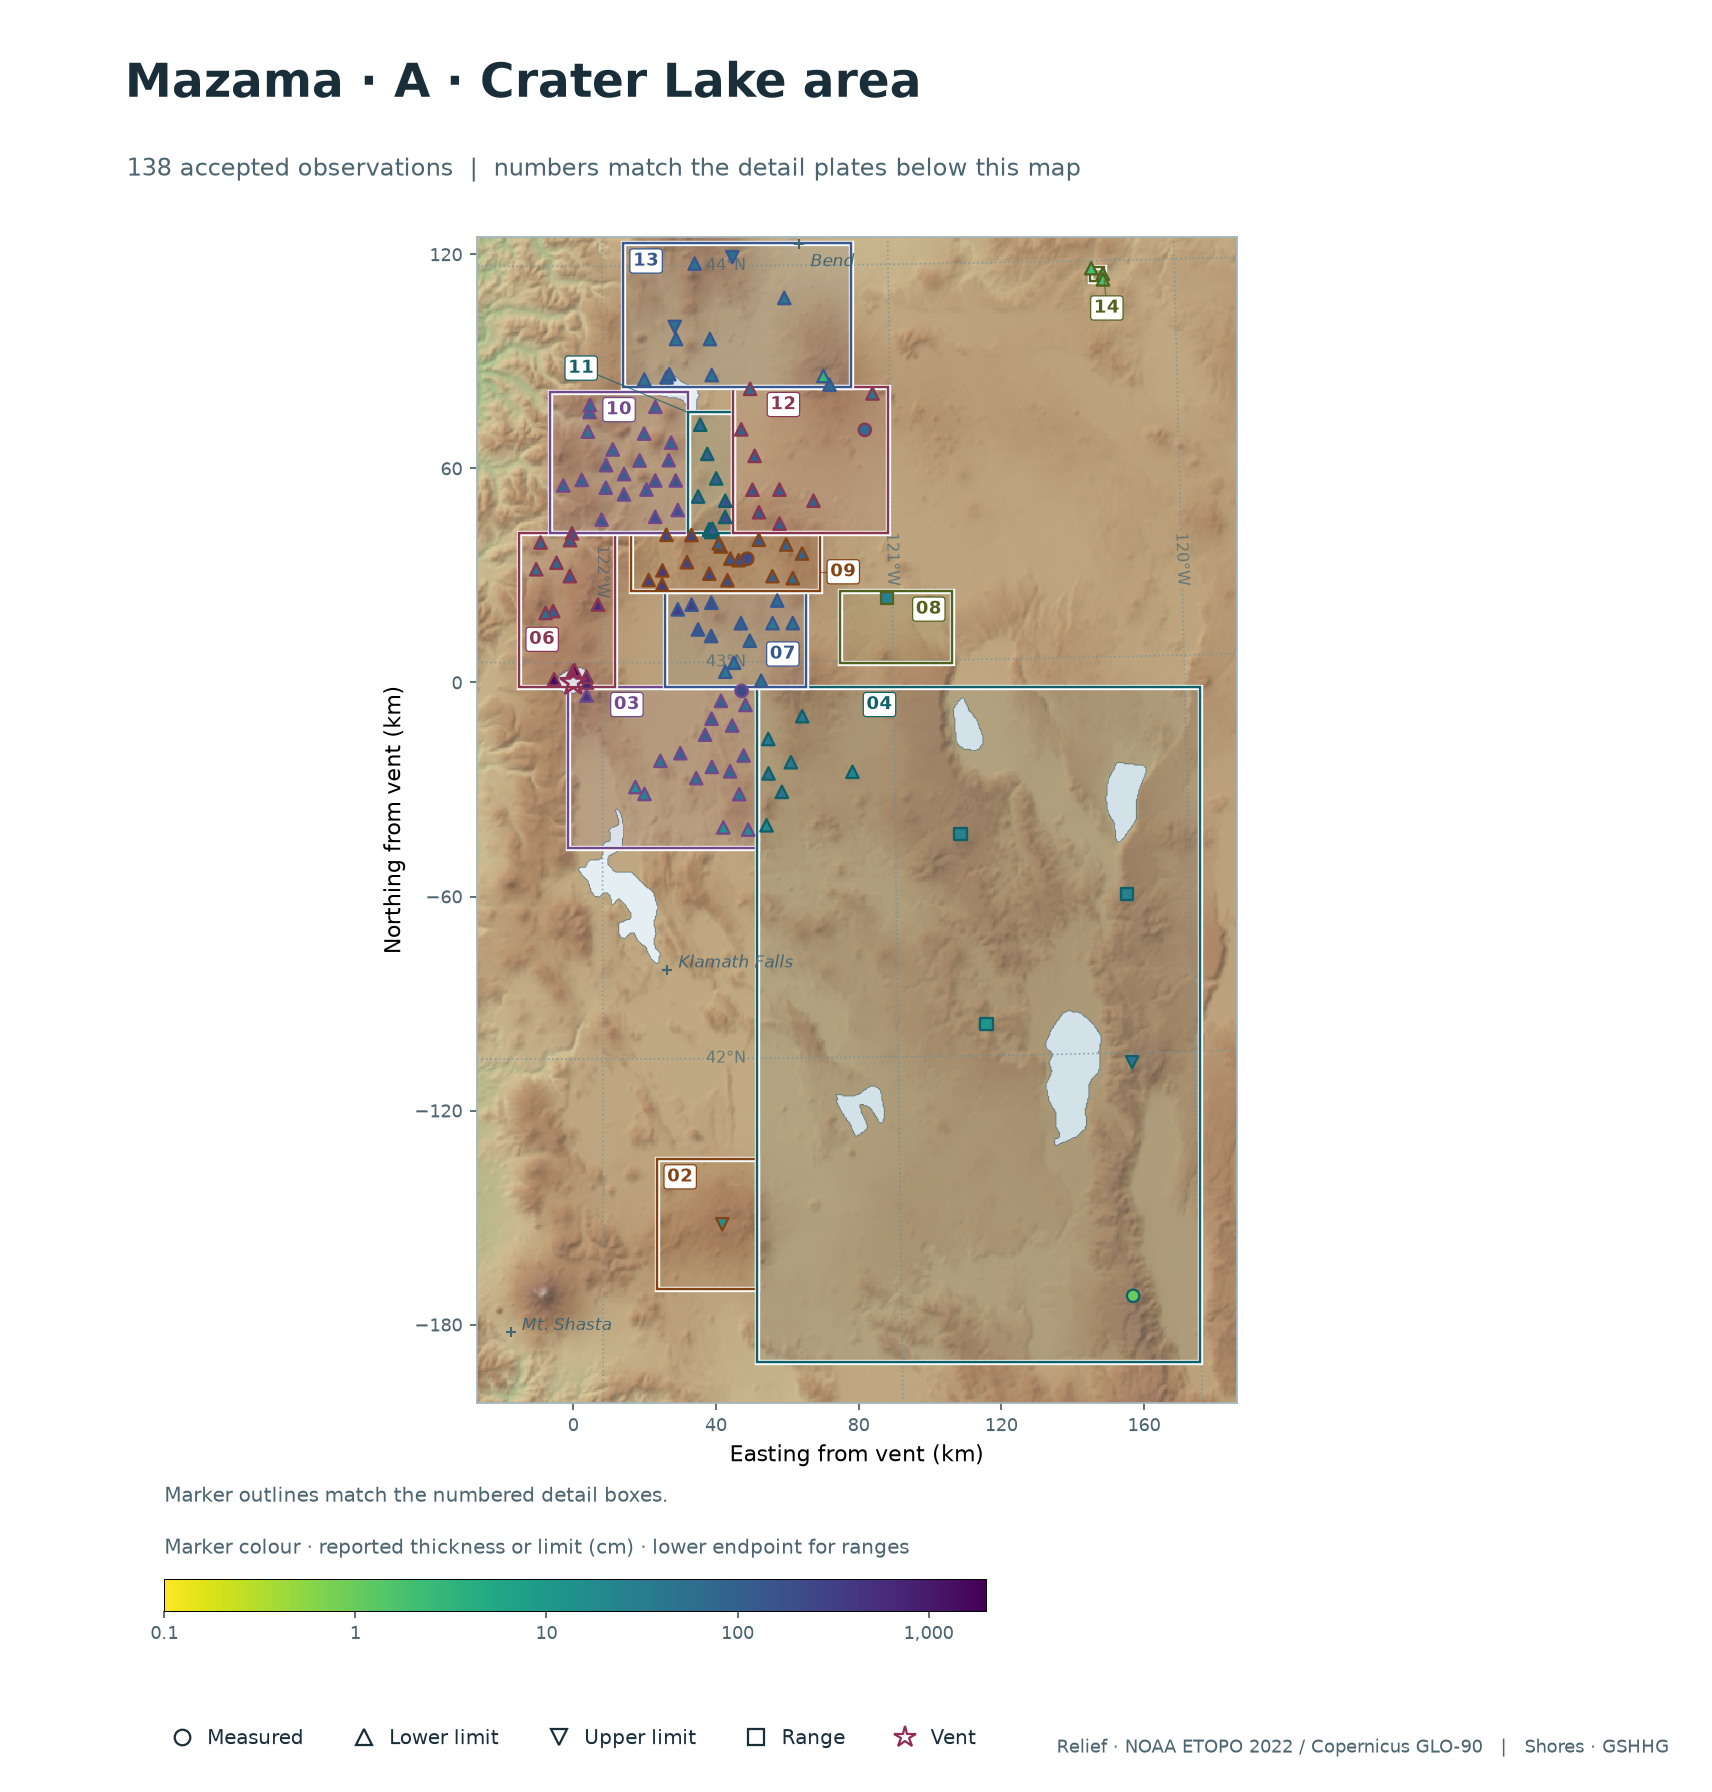 Mazama · A · Crater Lake area
138 accepted observations | numbers match the detail plates below this map
120
60
0
−60
−120
−180
Northing from vent (km)
13
44°N
Bend
14
11
10
12
122°W
121°W
120°W
09
08
06
07
43°N
03
04
Klamath Falls
42°N
02
Mt. Shasta
0
40
80
120
160
Easting from vent (km)
Marker outlines match the numbered detail boxes.
Marker colour · reported thickness or limit (cm) · lower endpoint for ranges
0.1
1
10
100
1,000
Measured
Lower limit
Upper limit
Range
Vent
Relief · NOAA ETOPO 2022 / Copernicus GLO-90 | Shores · GSHHG